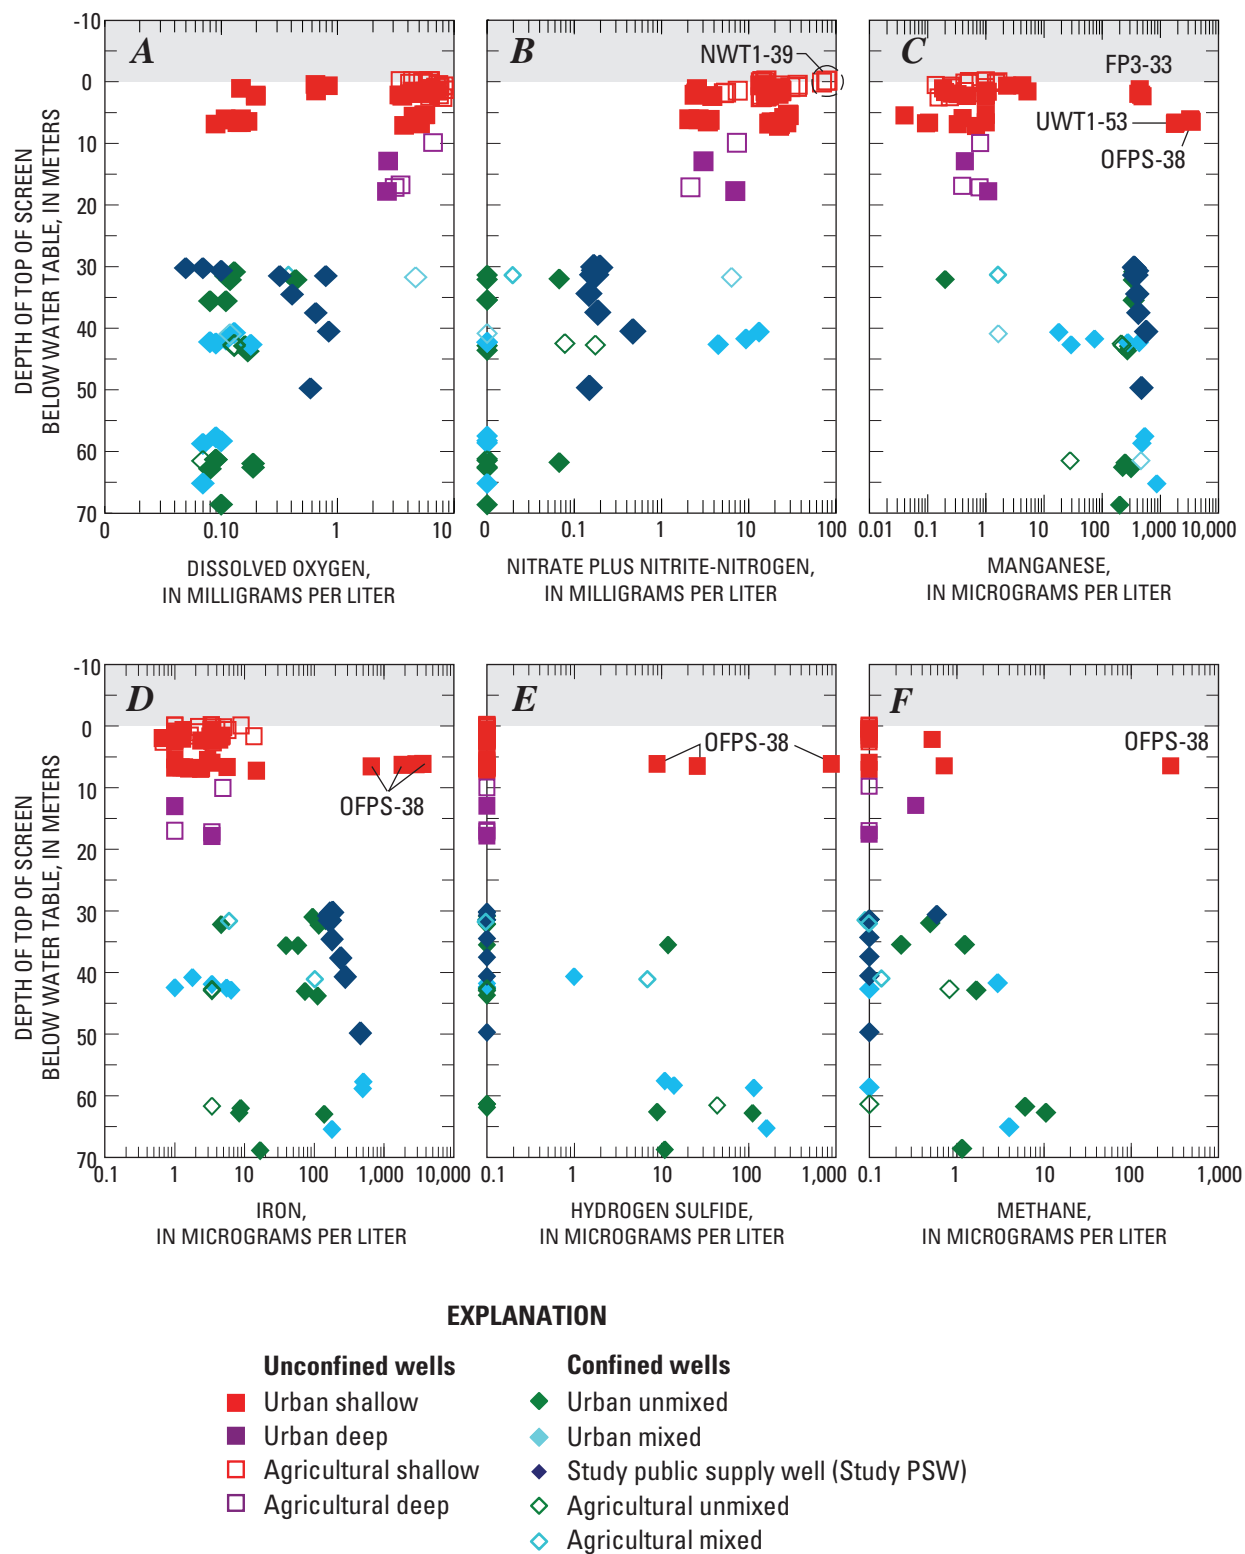 A
B
C
NWT1-39
FP3-33
UWT1-53
OFPS-38
DEPTH OF TOP OF SCREEN
BELOW WATER TABLE, IN METERS
-10
0
10
20
30
40
50
60
70
0 0.10 1 10
0 0.1 1 10 100
0.01 0.1 1 10 100 1,000 10,000
DISSOLVED OXYGEN,
IN MILLIGRAMS PER LITER
NITRATE PLUS NITRITE-NITROGEN,
IN MILLIGRAMS PER LITER
MANGANESE,
IN MICROGRAMS PER LITER
D
E
F
OFPS-38
OFPS-38
OFPS-38
DEPTH OF TOP OF SCREEN
BELOW WATER TABLE, IN METERS
-10
0
10
20
30
40
50
60
70
0.1 1 10 100 1,000 10,000
0.1 1 10 100 1,000
0.1 1 10 100 1,000
IRON,
IN MICROGRAMS PER LITER
HYDROGEN SULFIDE,
IN MICROGRAMS PER LITER
METHANE,
IN MICROGRAMS PER LITER
EXPLANATION
Unconfined wells
Urban shallow
Urban deep
Agricultural shallow
Agricultural deep
Confined wells
Urban unmixed
Urban mixed
Study public supply well (Study PSW)
Agricultural unmixed
Agricultural mixed